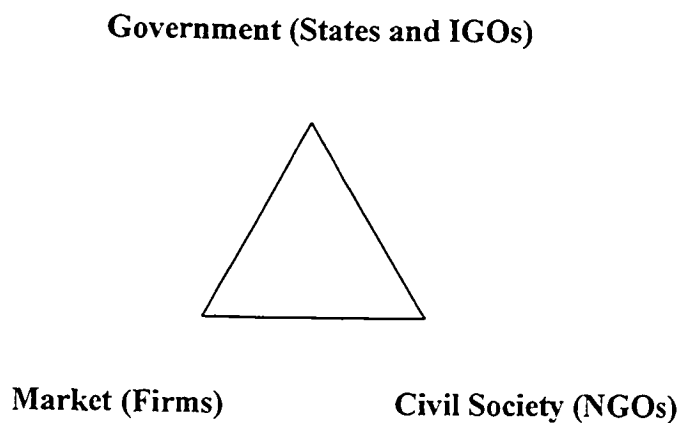 Government (States and IGOs)
Market (Firms)
Civil Society (NGOs)